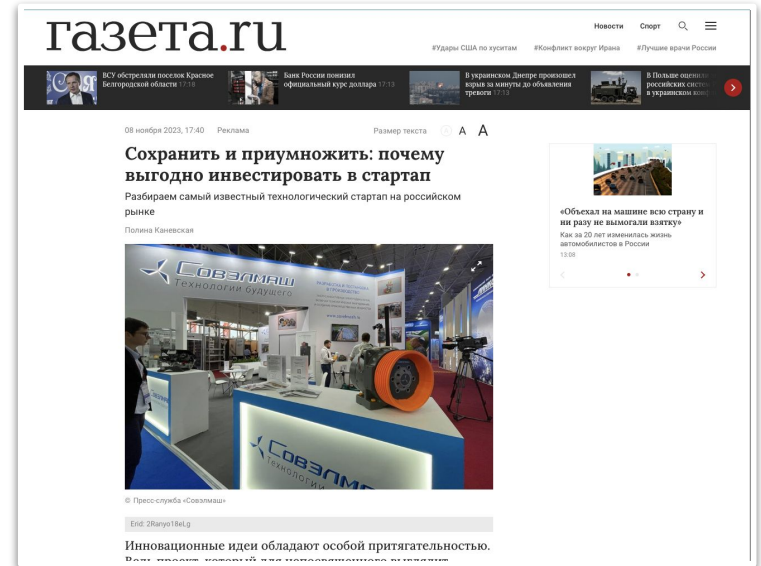 газета.ru
Новости Спорт
#Удары США по хуситам #Конфликт вокруг Ирана #Лучшие врачи России
ВСУ обстреляли поселок Красное
Белгородской области 17:18
Банк России понизил
официальный курс доллара 17:13
В украинском Днепре произошел
взрыв за минуты до объявления
тревоги 17:13
В Польше оценили
российских
в украинском
08 ноября 2023, 17:40 Реклама
Размер текста А А А
Сохранить и приумножить: почему
выгодно инвестировать в стартап
Разбираем самый известный технологический стартап на российском
рынке
Полина Каневская
СОВЭЛМАШ
Технологии будущего
СОВЭЛМАШ
Технологии
© Пресс-служба «Совэлмаш»
Erid: 2Ranyo18eLg
Инновационные идеи обладают особой притягательностью.
«Объехал на машине всю страну и
ни разу не вымогали взятку»
Как за 20 лет изменилась жизнь
автомобилистов в России
13:08